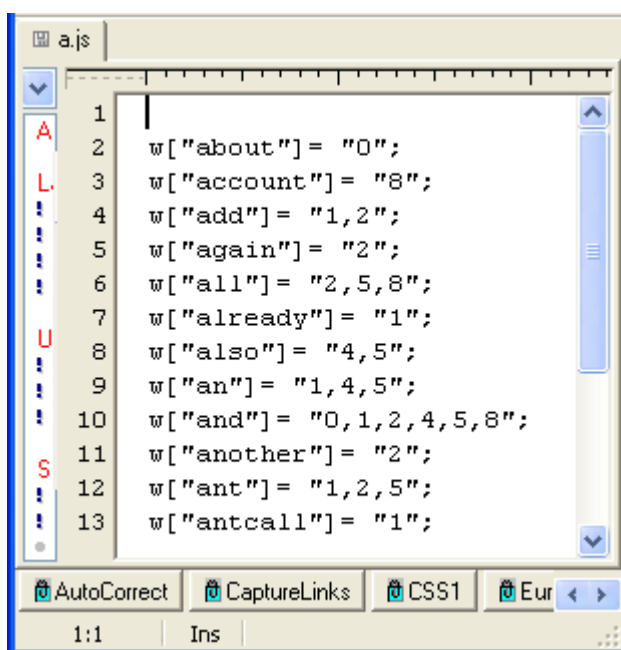 a.js
1
2 w["about"]= "0";
3 w["account"]= "8";
4 w["add"]= "1,2";
5 w["again"]= "2";
6 w["all"]= "2,5,8";
7 w["already"]= "1";
8 w["also"]= "4,5";
9 w["an"]= "1,4,5";
10 w["and"]= "0,1,2,4,5,8";
11 w["another"]= "2";
12 w["ant"]= "1,2,5";
13 w["antcall"]= "1";
A
L
U
S
AutoCorrect CaptureLinks CSS1 Eur
1:1 Ins